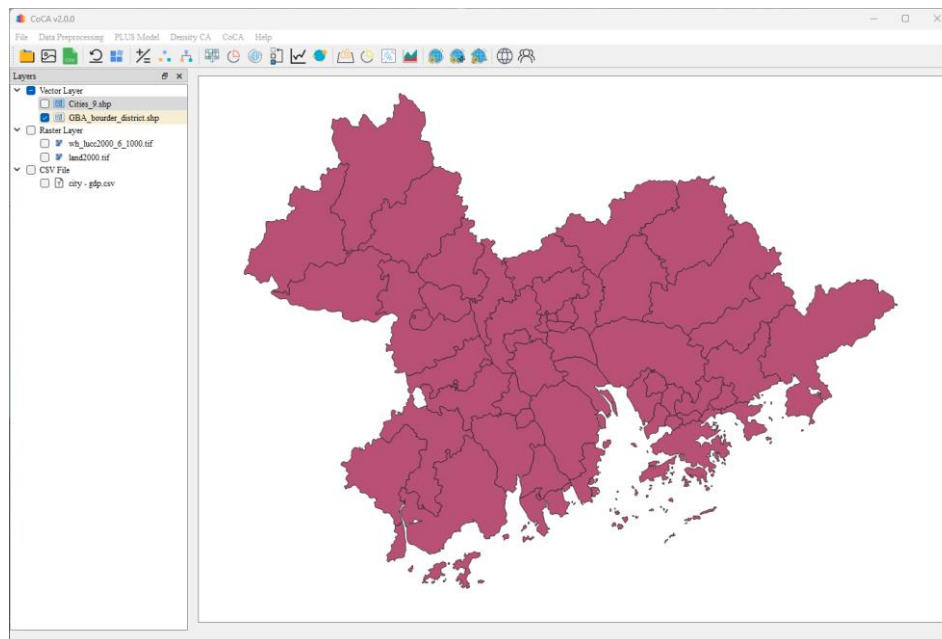 CoCA v2.0.0
File Data Preprocessing PLUS Model Density CA CoCA Help
Layers
Vector Layer
Cities_9.shp
GBA_bourder_district.shp
Raster Layer
wh_lucc2000_6_1000.tif
land2000.tif
CSV File
city - gdp.csv